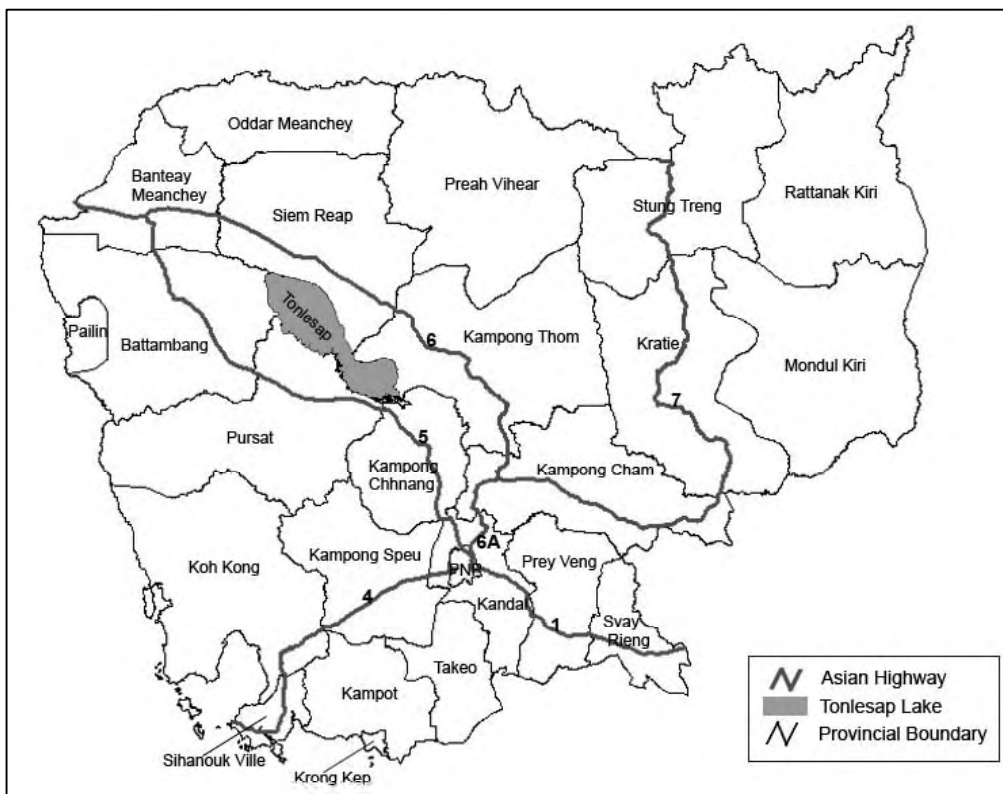 Oddar Meanchey
Banteay
Meanchey
Preah Vihear
Rattanak Kiri
Siem Reap
Stung Treng
Tonlesap
Pailin
Battambang
6
Kampong Thom
Kratie
Mondul Kiri
7
Pursat
5
Kampong
Chhnang
Kampong Cham
6A
Kampong Speu
PNP
Prey Veng
Koh Kong
4
Kandal
1
Svay
Rieng
Takeo
Kampot
Sihanouk Ville
Krong Kep
Asian Highway
Tonlesap Lake
Provincial Boundary